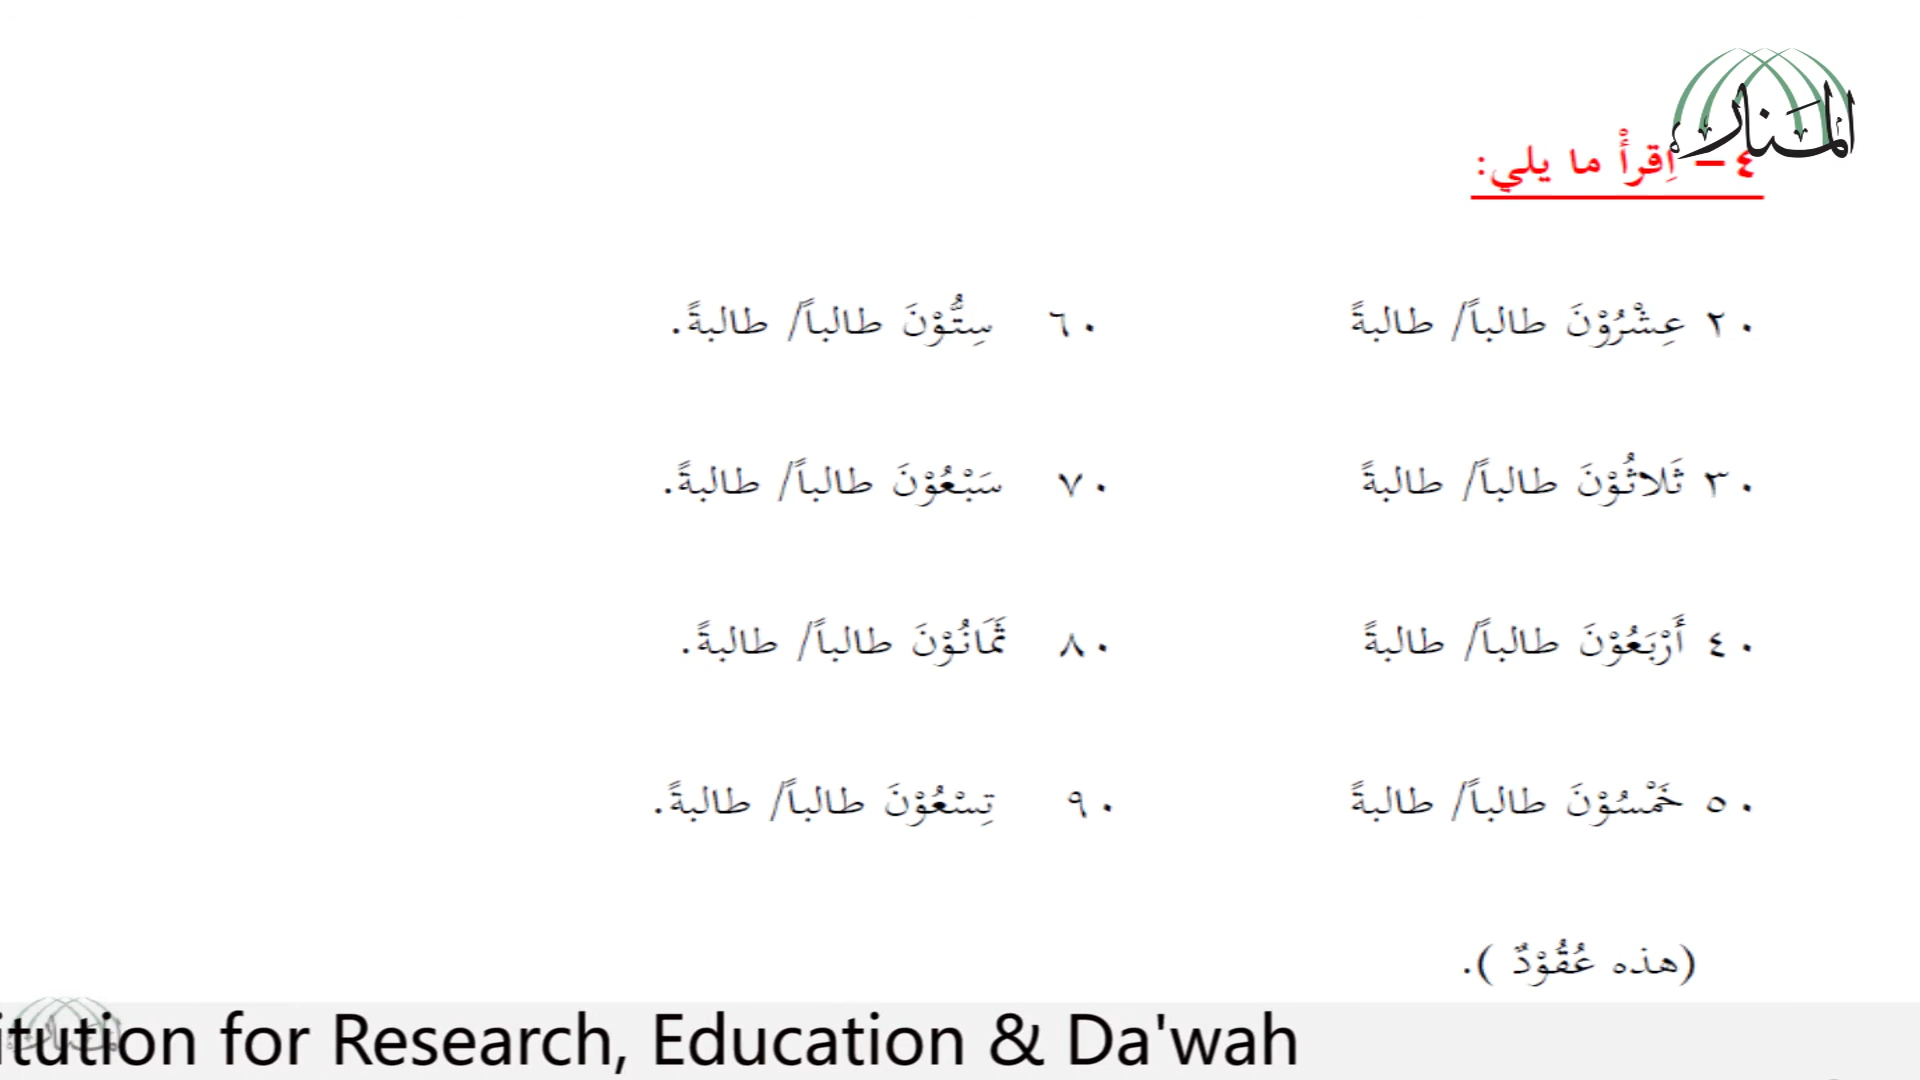 المنار
٤ – اِقرأْ ما يلي:
٢٠ عِشْرُوْنَ طالباً/ طالبةً ٦٠ سِتُّوْنَ طالباً/ طالبةً.
٣٠ ثَلاثُوْنَ طالباً/ طالبةً ٧٠ سَبْعُوْنَ طالباً/ طالبةً.
٤٠ أَرْبَعُوْنَ طالباً/ طالبةً ٨٠ ثَمَانُوْنَ طالباً/ طالبةً.
٥٠ خَمْسُوْنَ طالباً/ طالبةً ٩٠ تِسْعُوْنَ طالباً/ طالبةً.
(هذه عُقُوْدٌ ).
itution for Research, Education & Da'wah